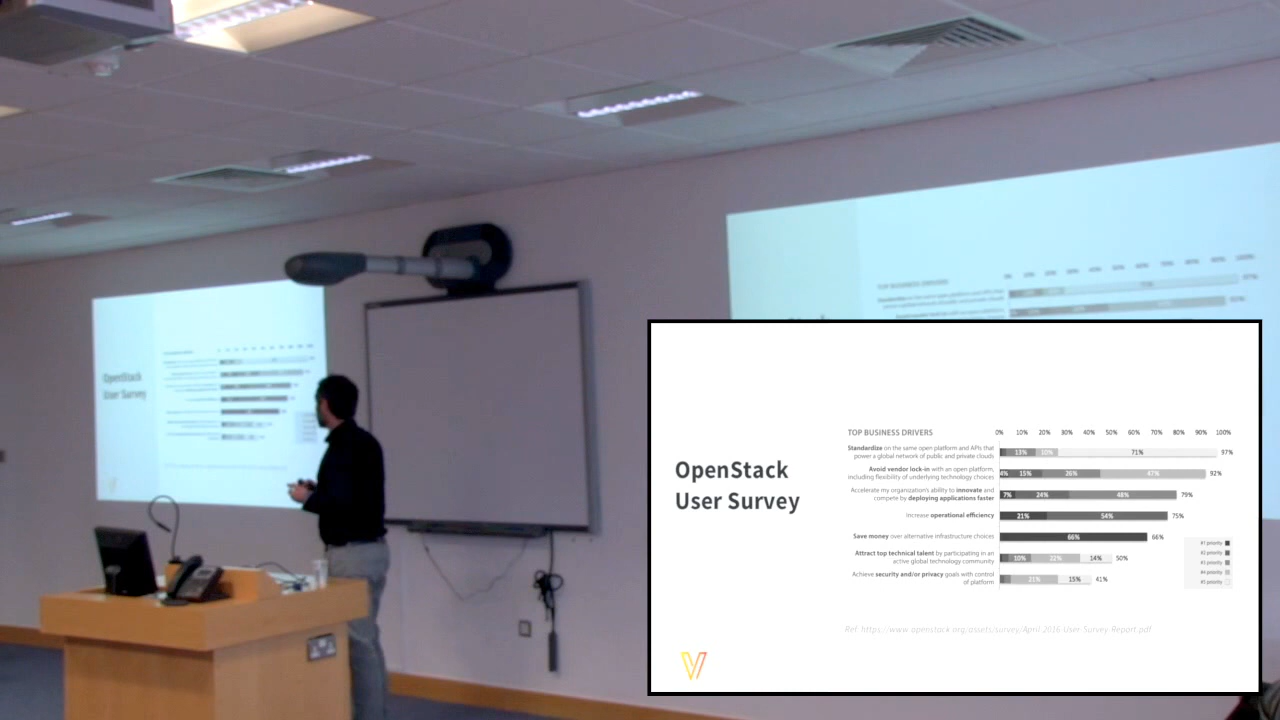 OpenStack
User Survey
TOP BUSINESS DRIVERS
0% 10% 20% 30% 40% 50% 60% 70% 80% 90% 100%
Standardize on the same open platform and APIs that
power a global network of public and private clouds
13% 10% 71% 97%
Avoid vendor lock-in with an open platform,
including flexibility of underlying technology choices
4% 15% 26% 47% 92%
Accelerate my organization's ability to innovate and
compete by deploying applications faster
7% 24% 48% 79%
Increase operational efficiency
21% 54% 75%
Save money over alternative infrastructure choices
66% 66%
Attract top technical talent by participating in an
active global technology community
10% 22% 14% 50%
Achieve security and/or privacy goals with control
of platform
21% 15% 41%
#1 priority
#2 priority
#3 priority
#4 priority
#5 priority
Ref: https://www.openstack.org/assets/survey/April-2016-User-Survey-Report.pdf
OpenStack
User Survey
TOP BUSINESS DRIVERS